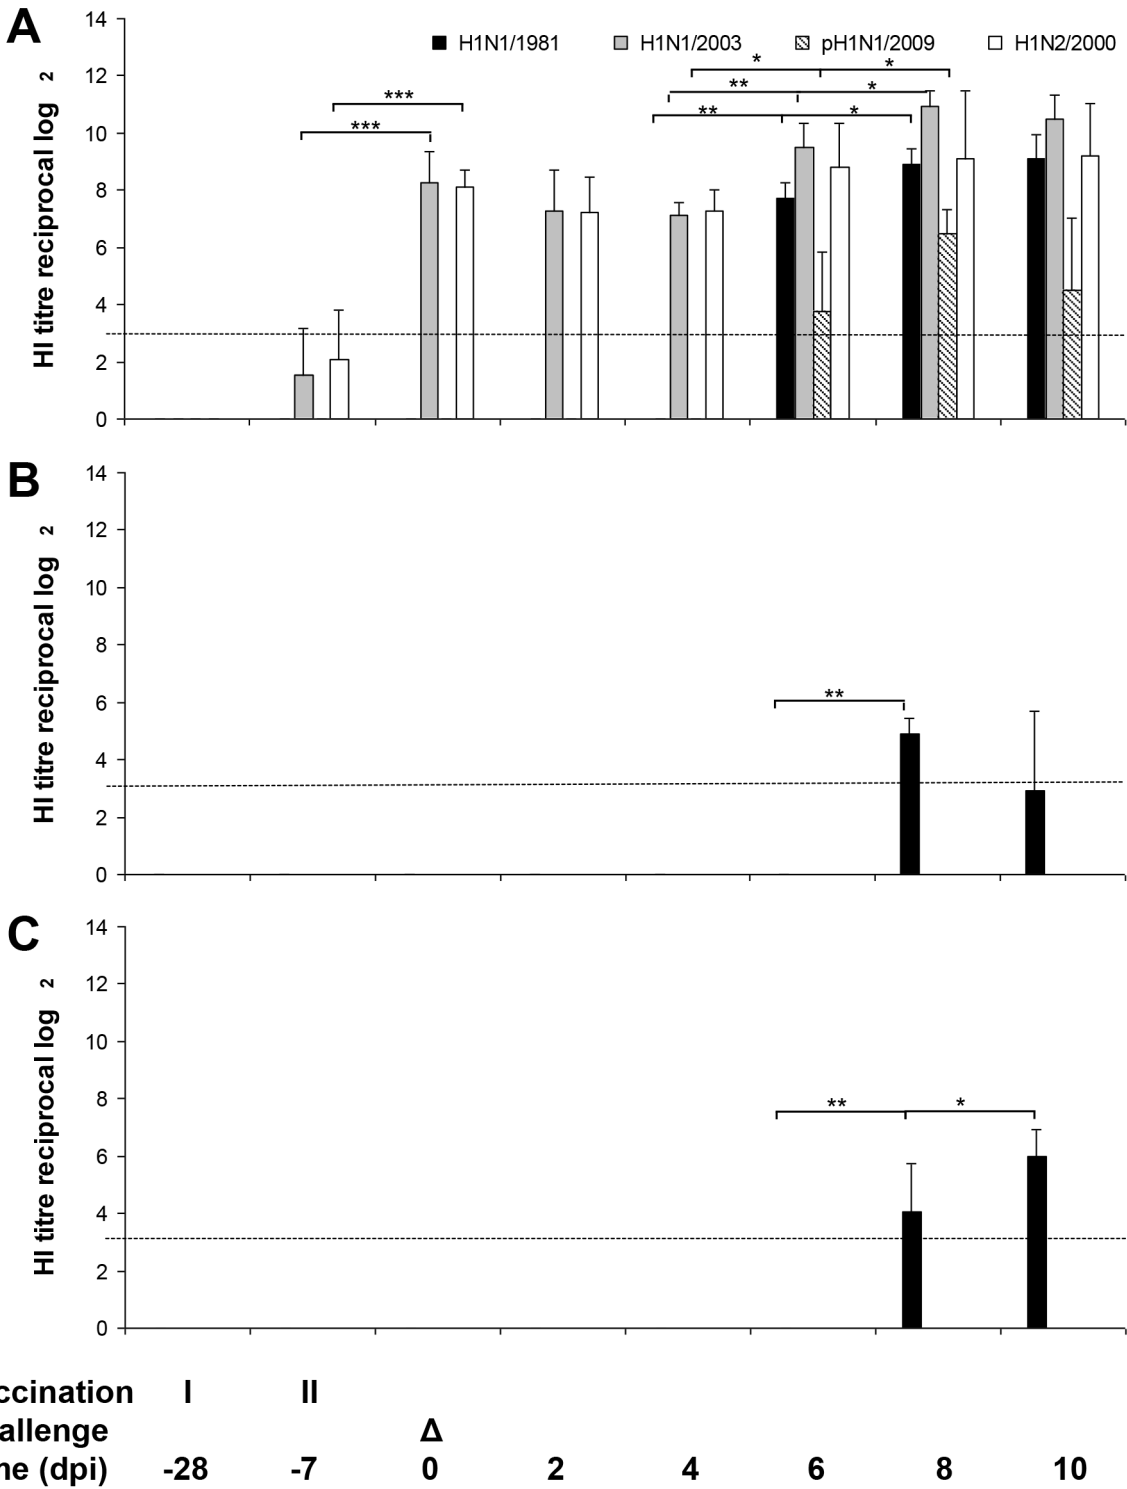 A
HI titre reciprocal log 2
H1N1/1981 H1N1/2003 pH1N1/2009 H1N2/2000
14
12
10
8
6
4
2
0
*** *** ** ** * * * *
B
HI titre reciprocal log 2
14
12
10
8
6
4
2
0
**
C
HI titre reciprocal log 2
14
12
10
8
6
4
2
0
** *
ccination I II
allenge Δ
ne (dpi) -28 -7 0 2 4 6 8 10